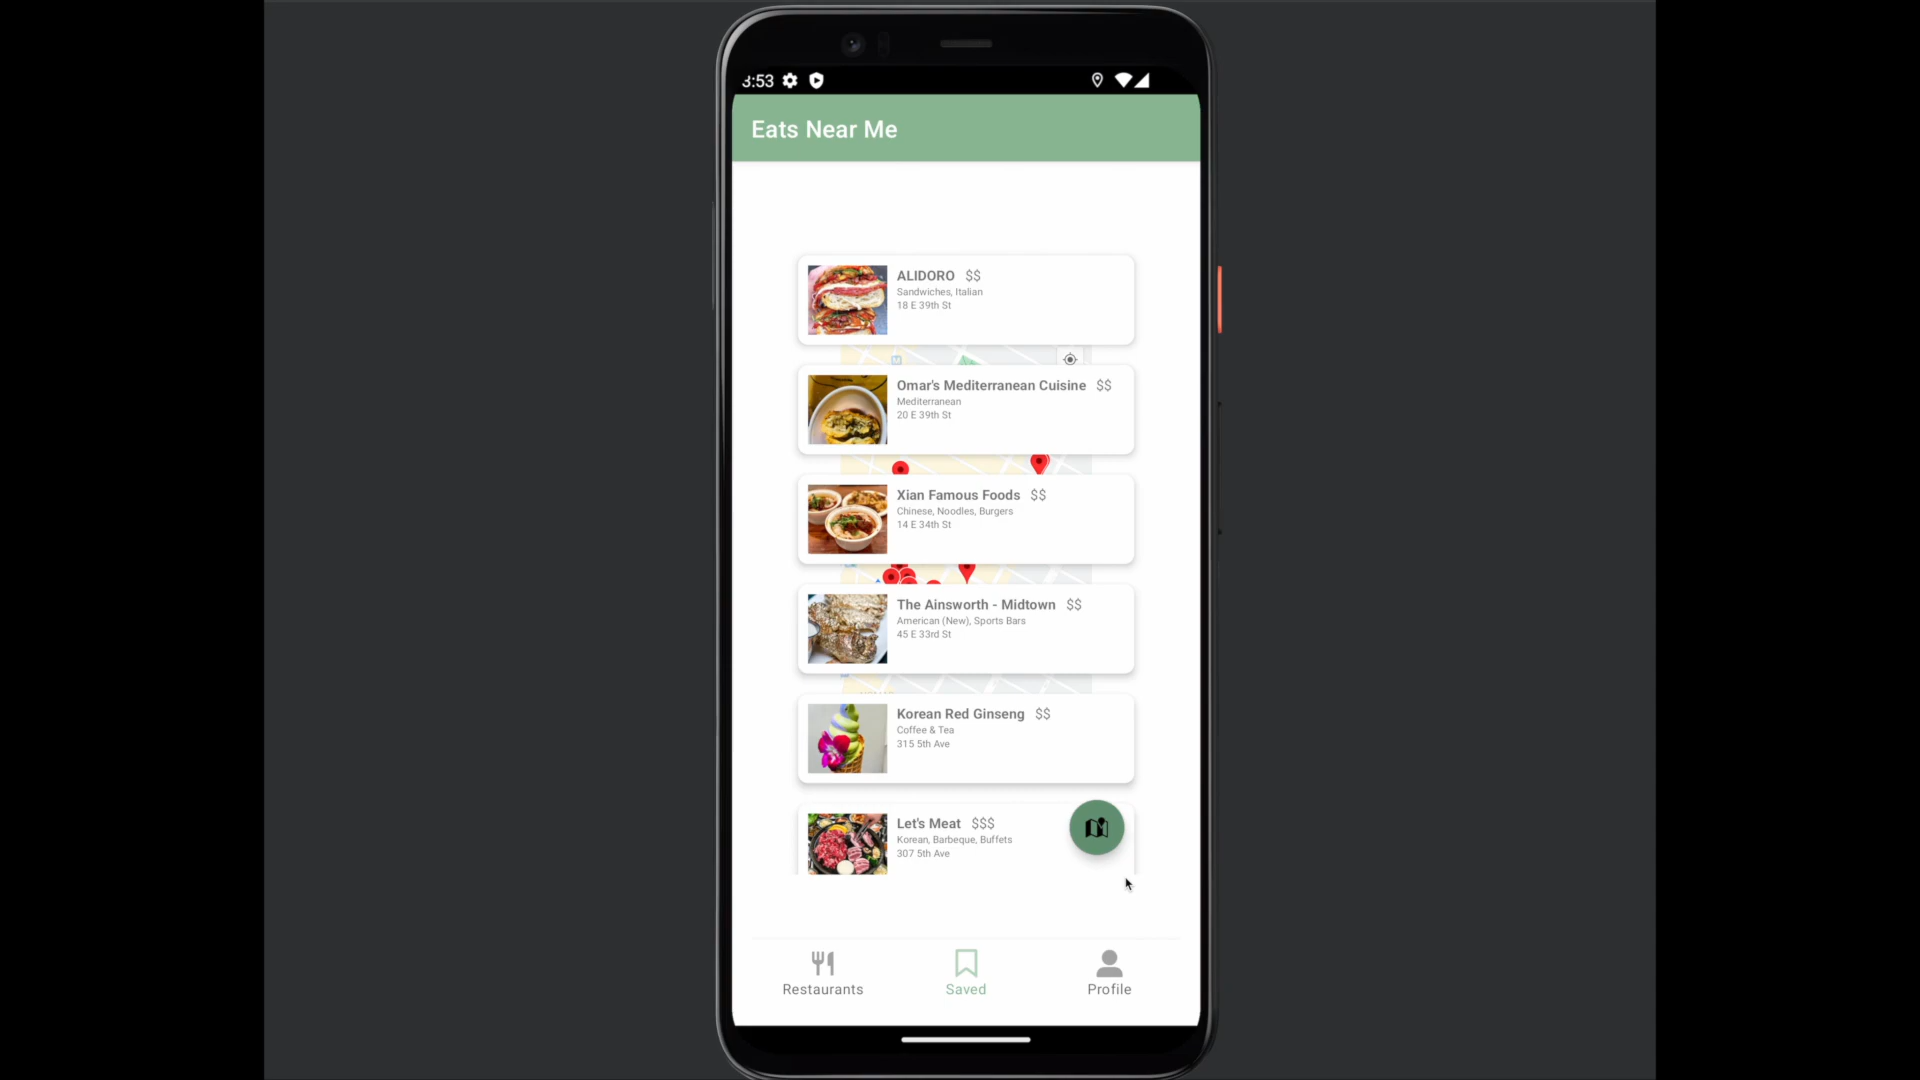 3:53
Eats Near Me
ALIDORO $$
Sandwiches, Italian
18 E 39th St
Omar's Mediterranean Cuisine $$
Mediterranean
20 E 39th St
Xian Famous Foods $$
Chinese, Noodles, Burgers
14 E 34th St
The Ainsworth - Midtown $$
American (New), Sports Bars
45 E 33rd St
Korean Red Ginseng $$
Coffee & Tea
315 5th Ave
Let's Meat $$$
Korean, Barbeque, Buffets
307 5th Ave
Restaurants
Saved
Profile